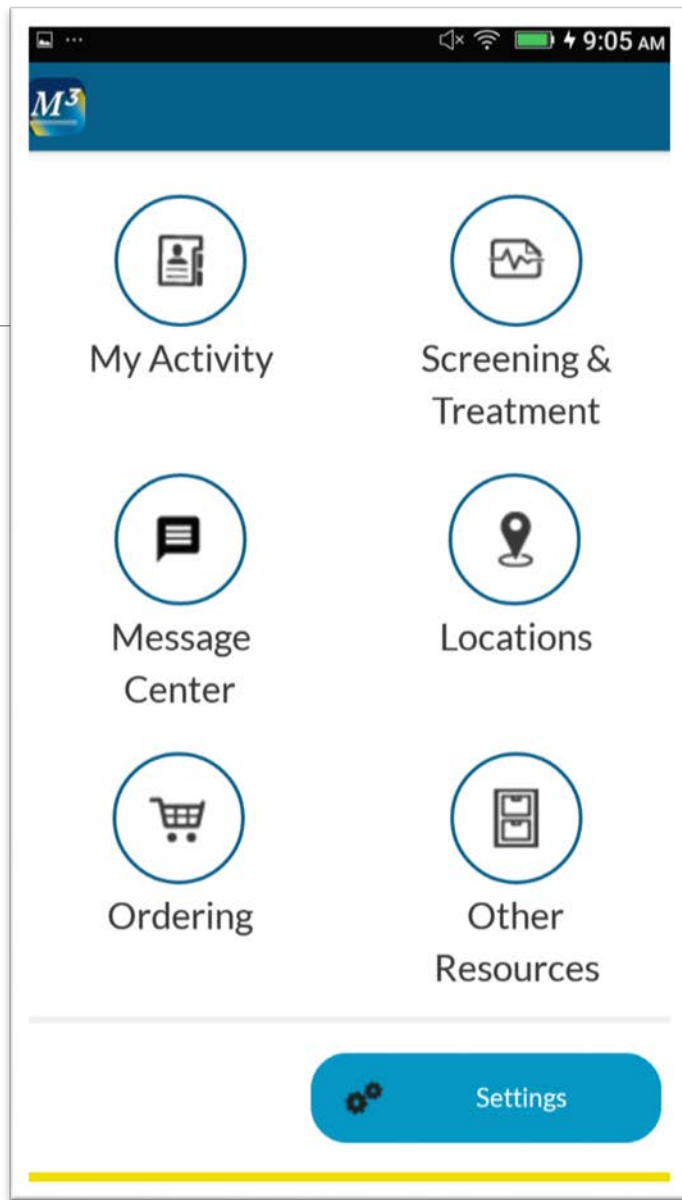 ... 9:05 AM
M³
My Activity
Screening &
Treatment
Message
Center
Locations
Ordering
Other
Resources
Settings